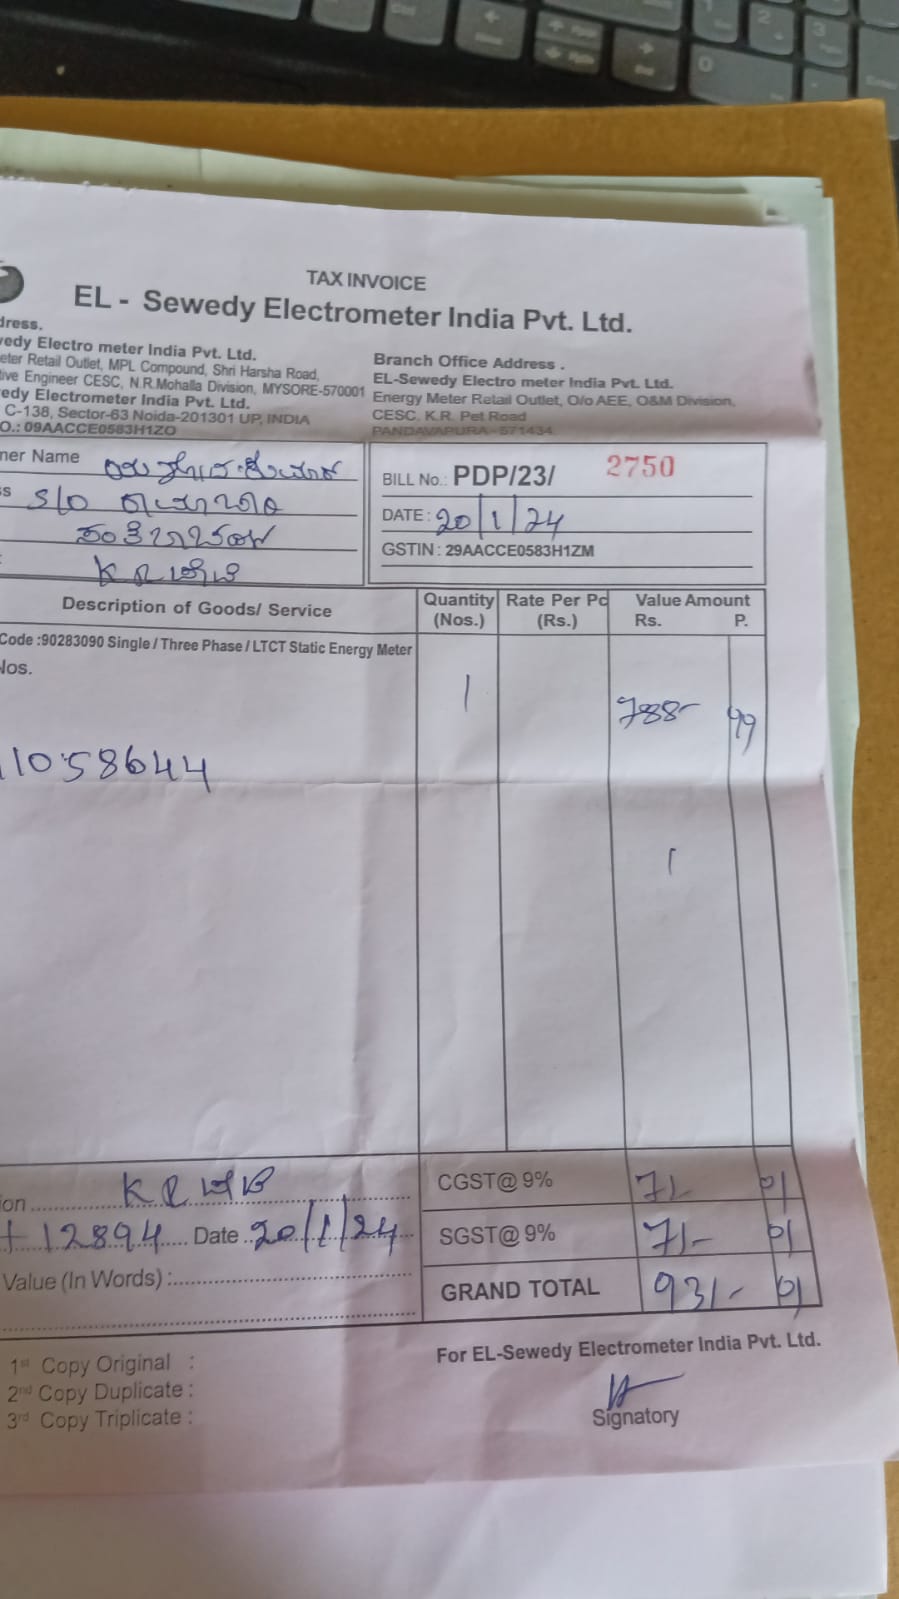 TAX INVOICE
EL - Sewedy Electrometer India Pvt. Ltd.
dress.
vedy Electro meter India Pvt. Ltd.
eter Retail Outlet, MPL Compound, Shri Harsha Road,
tive Engineer CESC, N.R.Mohalla Division, MYSORE-570001
edy Electrometer Pvt. Ltd.
C-138, Sector-63 Noida-201301 UP, INDIA
O.: 09AACCE0583H1ZO
Branch Office Address .
EL-Sewedy Electro meter India Pvt. Ltd.
Energy Meter Retail Outlet, O/o AEE, O&M Division,
CESC. K.R. Pet Road
PANDAVAPURA- 571434
ner Name
ss S/O
K R ಪೇಟೆ
BILL No.: PDP/23/ 2750
DATE : 20/1/24
GSTIN : 29AACCE0583H1ZM
Description of Goods/ Service
Quantity (Nos.)
Rate Per Pc (Rs.)
Value Amount
Rs. P.
Code :90283090 Single / Three Phase / LTCT Static Energy Meter
Nos.
1
788- 99
11058644
ion K R ಪೇಟೆ
12894 Date 20/1/24
Value (In Words) :
CGST@ 9% 71- 01
SGST@ 9% 71- 01
GRAND TOTAL 931- 01
1st Copy Original :
2nd Copy Duplicate :
3rd Copy Triplicate :
For EL-Sewedy Electrometer India Pvt. Ltd.
Signatory